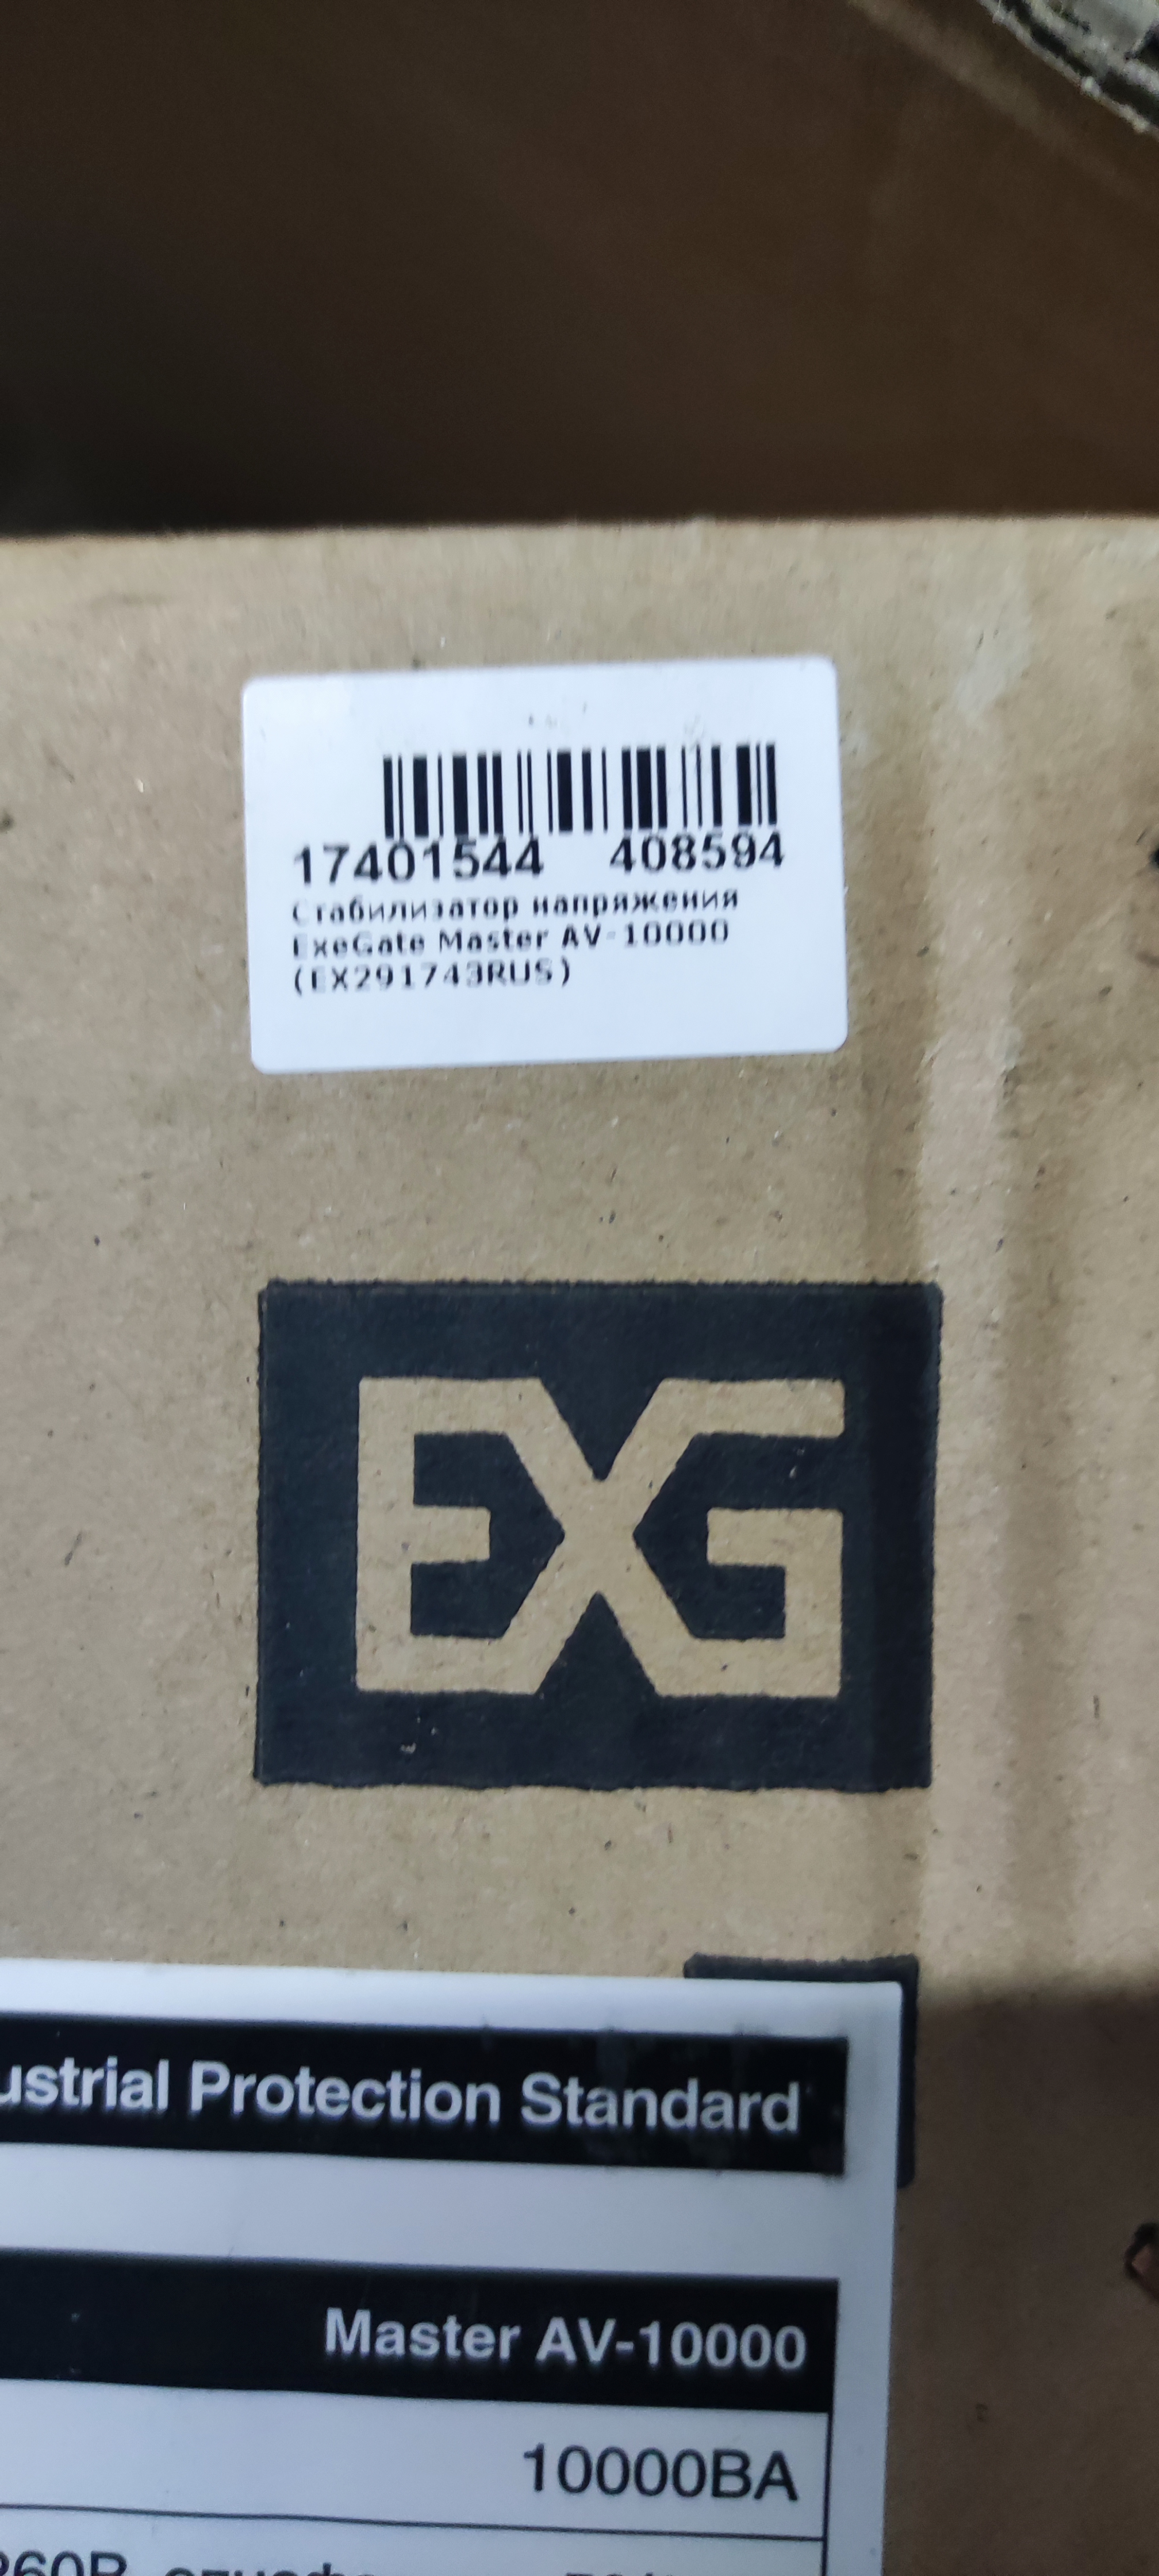 17401544 408594
Стабилизатор напряжения
ExeGate Master AV-10000
(EX291743RUS)
EXG
ustrial Protection Standard
Master AV-10000
10000ВА